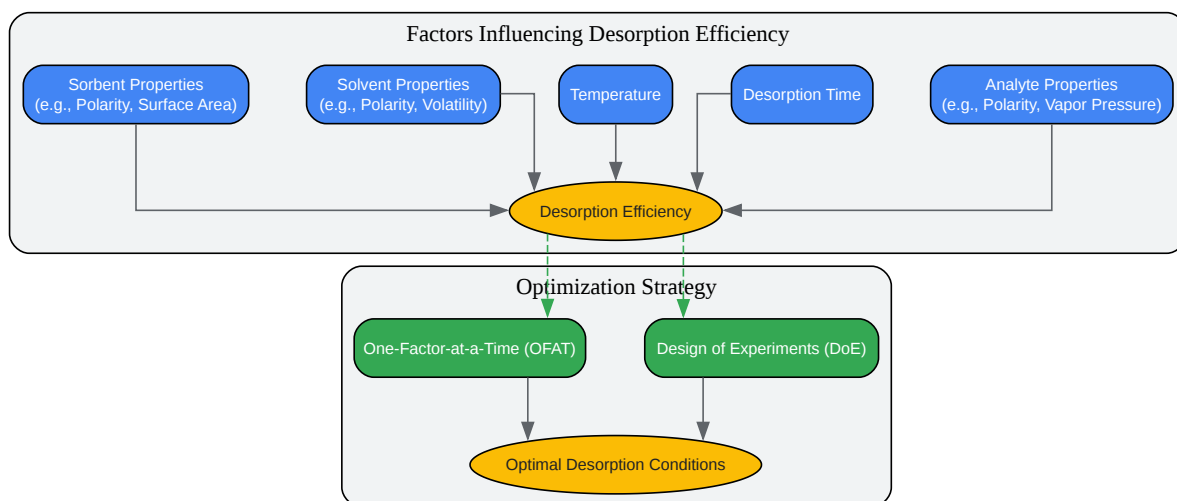 Factors Influencing Desorption Efficiency
Sorbent Properties
(e.g., Polarity, Surface Area)
Solvent Properties
(e.g., Polarity, Volatility)
Temperature
Desorption Time
Analyte Properties
(e.g., Polarity, Vapor Pressure)
Desorption Efficiency
Optimization Strategy
One-Factor-at-a-Time (OFAT)
Design of Experiments (DoE)
Optimal Desorption Conditions